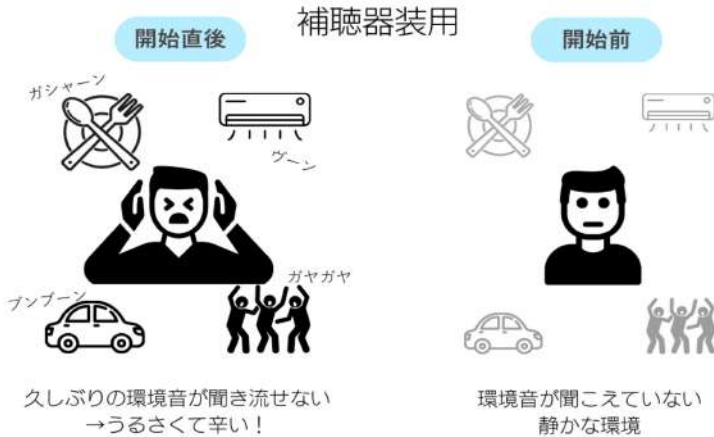 補聴器装用
開始直後
開始前
ガシャーン
ヴーン
ブンブーン
ガヤガヤ
久しぶりの環境音が聞き流せない
→うるさくて辛い！
環境音が聞こえていない
静かな環境